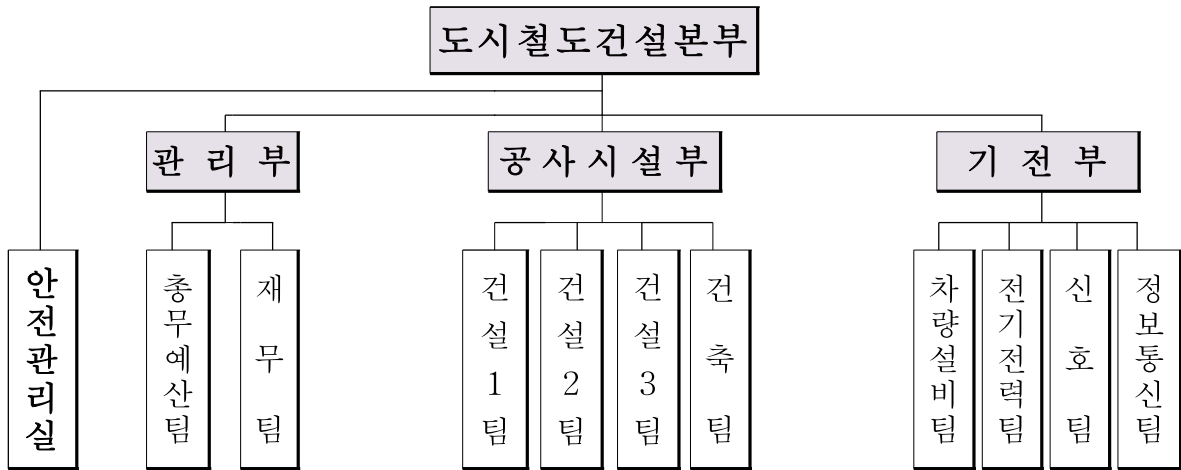 도시철도건설본부
관리부
공사시설부
기전부
안전관리실
총무예산팀
재무팀
건설1팀
건설2팀
건설3팀
건축팀
차량설비팀
전기전력팀
신호팀
정보통신팀